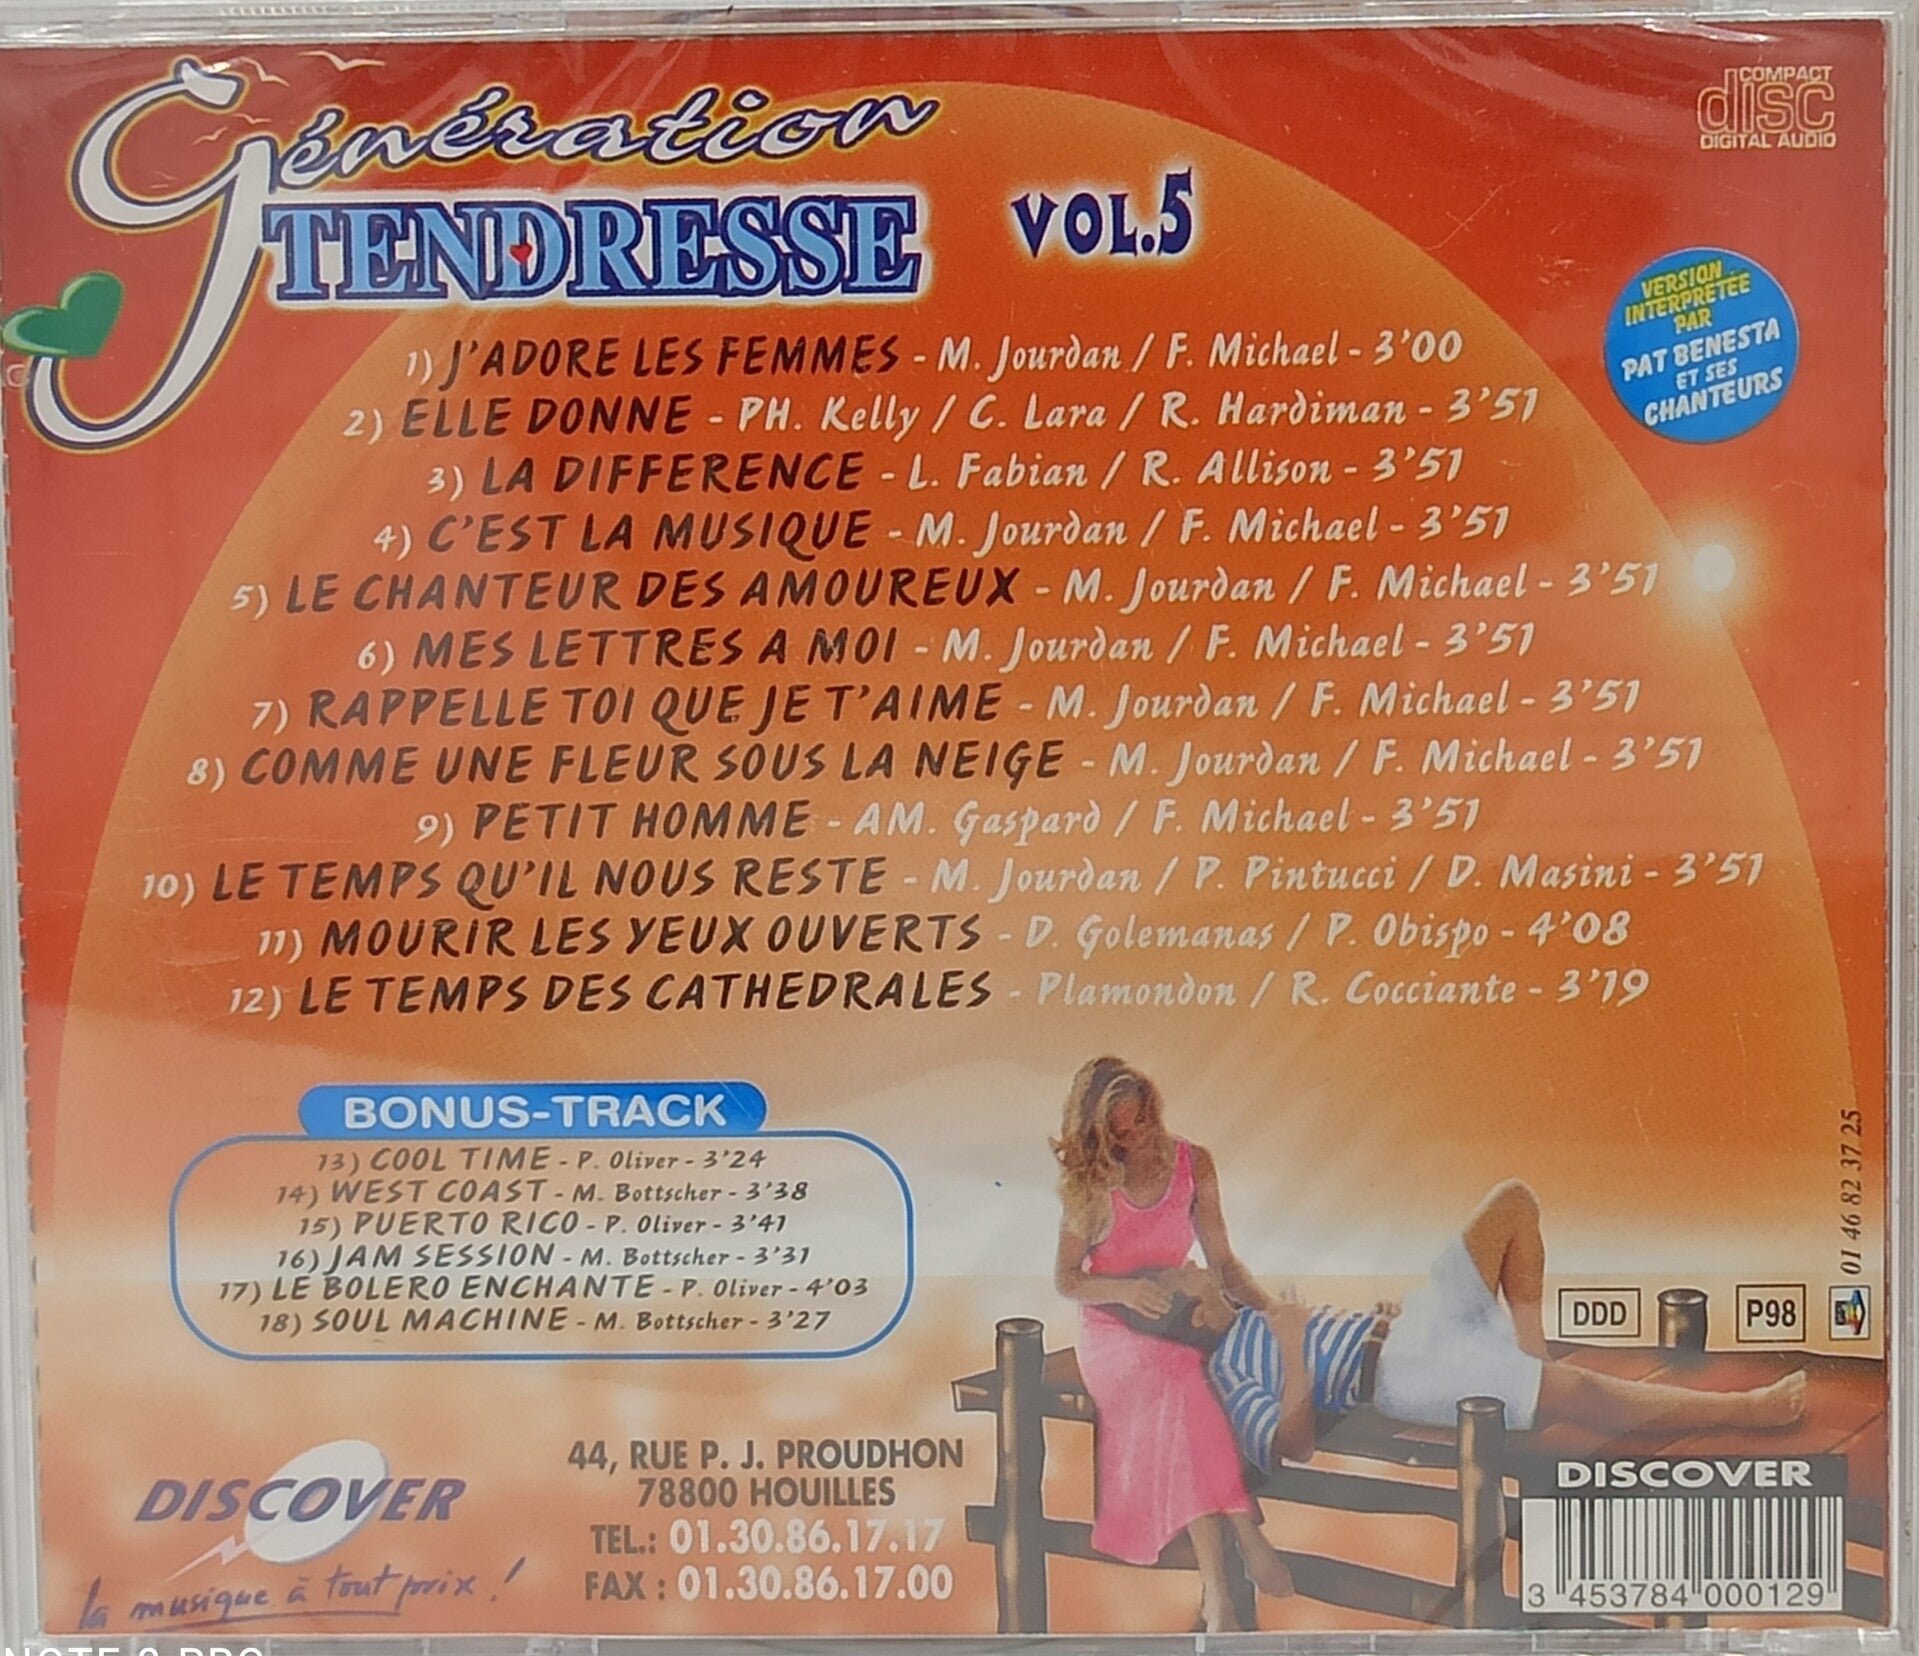 Génération
TENDRESSE VOL.5
COMPACT
disc
DIGITAL AUDIO
VERSION
INTERPRÉTÉE
PAR
PAT BENESTA
ET SES
CHANTEURS
1) J'ADORE LES FEMMES - M. Jourdan / F. Michael - 3'00
2) ELLE DONNE - PH. Kelly / C. Lara / R. Hardiman - 3'51
3) LA DIFFERENCE - L. Fabian / R. Allison - 3'51
4) C'EST LA MUSIQUE - M. Jourdan / F. Michael - 3'51
5) LE CHANTEUR DES AMOUREUX - M. Jourdan / F. Michael - 3'51
6) MES LETTRES A MOI - M. Jourdan / F. Michael - 3'51
7) RAPPELLE TOI QUE JE T'AIME - M. Jourdan / F. Michael - 3'51
8) COMME UNE FLEUR SOUS LA NEIGE - M. Jourdan / F. Michael - 3'51
9) PETIT HOMME - AM. Gaspard / F. Michael - 3'51
10) LE TEMPS QU'IL NOUS RESTE - M. Jourdan / P. Pintucci / D. Masini - 3'51
11) MOURIR LES YEUX OUVERTS - D. Golemanas / P. Obispo - 4'08
12) LE TEMPS DES CATHEDRALES - Plamondon / R. Cocciante - 3'19
BONUS-TRACK
13) COOL TIME - P. Oliver - 3'24
14) WEST COAST - M. Bottscher - 3'38
15) PUERTO RICO - P. Oliver - 3'41
16) JAM SESSION - M. Bottscher - 3'31
17) LE BOLERO ENCHANTE - P. Oliver - 4'03
18) SOUL MACHINE - M. Bottscher - 3'27
01 46 82 37 25
DDD P98
DISCOVER
la musique à tout prix !
44, RUE P. J. PROUDHON
78800 HOUILLES
TEL.: 01.30.86.17.17
FAX : 01.30.86.17.00
DISCOVER
3 453784 000129